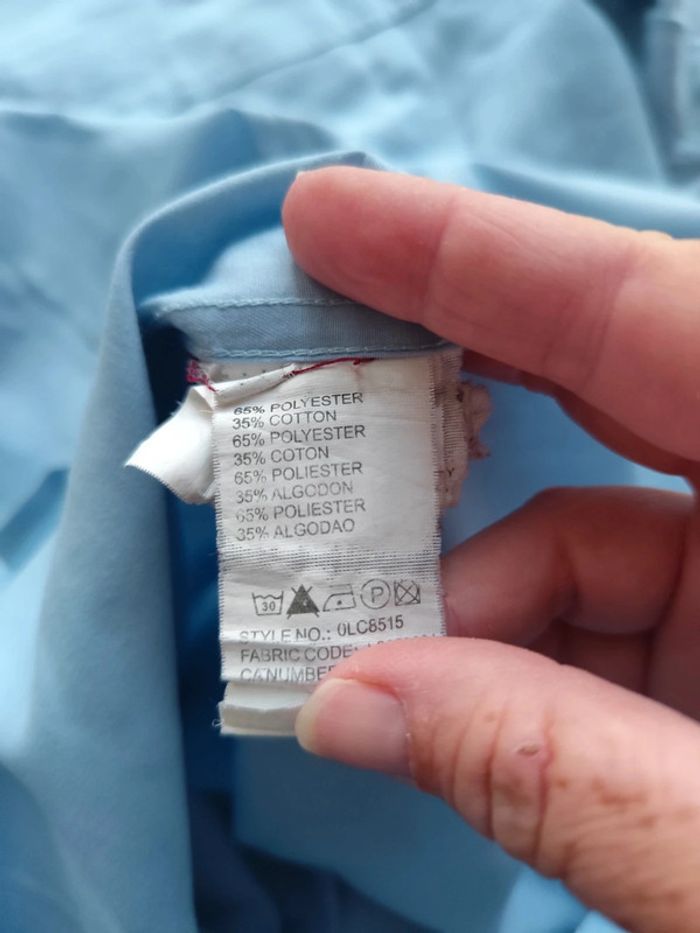 65% POLYESTER
35% COTTON
65% POLYESTER
35% COTON
65% POLIESTER
35% ALGODON
65% POLIESTER
35% ALGODAO
30 P
STYLE NO.: 0LC8515
FABRIC CODE: